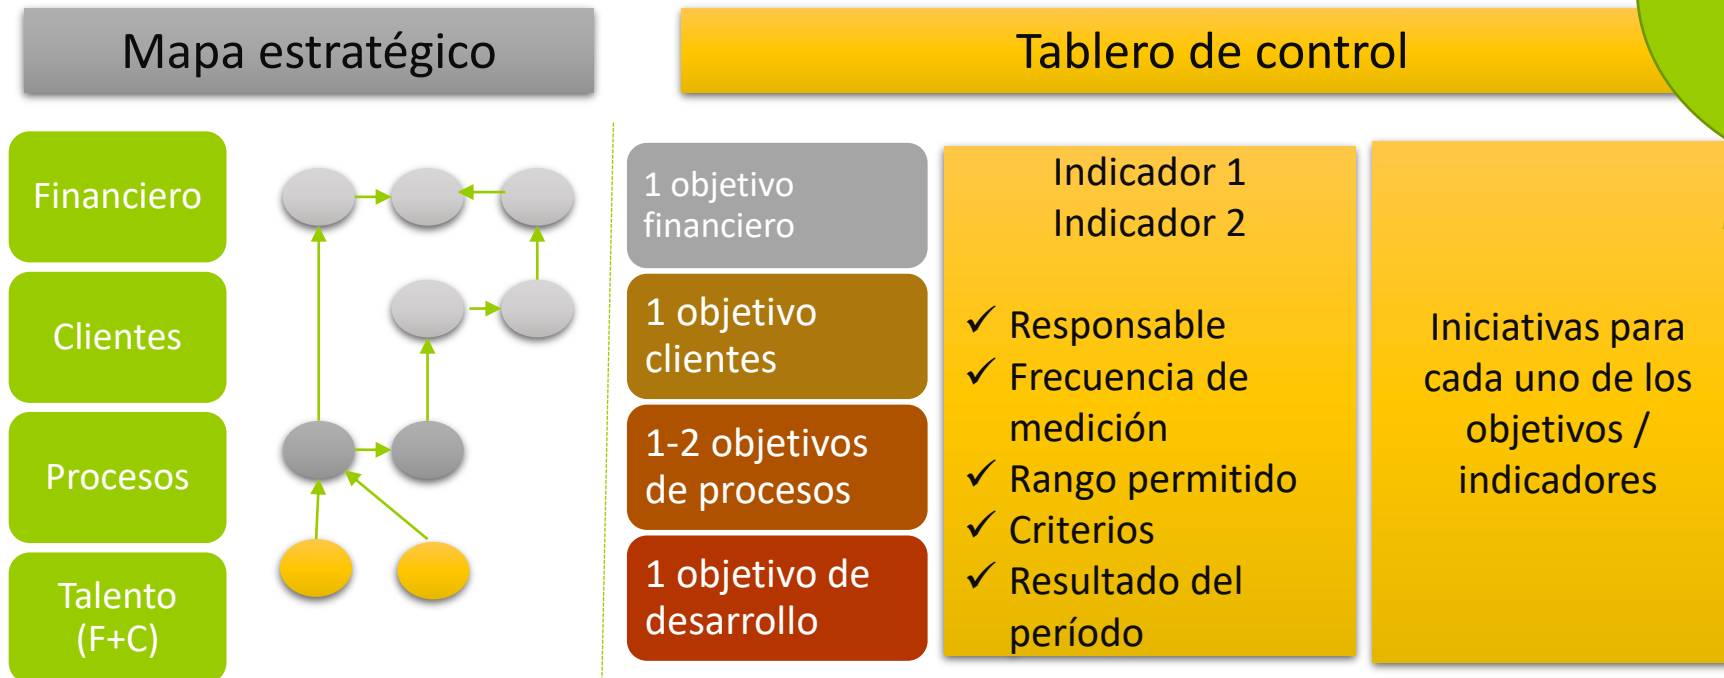 Mapa estratégico
Tablero de control
Financiero
Clientes
Procesos
Talento
(F+C)
1 objetivo
financiero
1 objetivo
clientes
1-2 objetivos
de procesos
1 objetivo de
desarrollo
Indicador 1
Indicador 2
✓ Responsable
✓ Frecuencia de
medición
✓ Rango permitido
✓ Criterios
✓ Resultado del
período
Iniciativas para
cada uno de los
objetivos /
indicadores